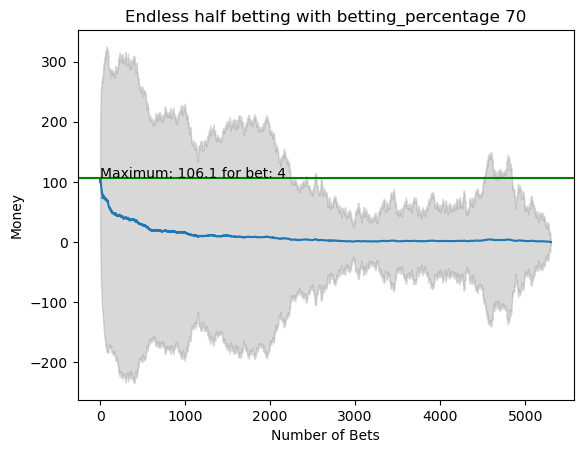 Endless half betting with betting_percentage 70
Money
300
200
100
0
−100
−200
Maximum: 106.1 for bet: 4
0 1000 2000 3000 4000 5000
Number of Bets